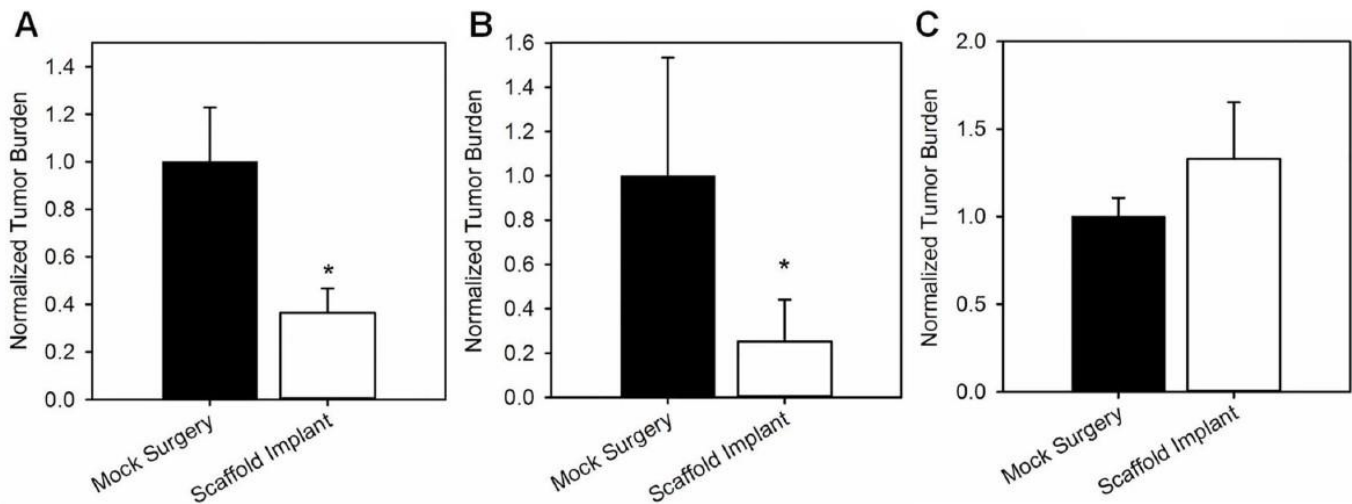 A
Normalized Tumor Burden
1.4
1.2
1.0
0.8
0.6
0.4
0.2
0.0
*
Mock Surgery
Scaffold Implant
B
Normalized Tumor Burden
1.6
1.4
1.2
1.0
0.8
0.6
0.4
0.2
0.0
*
Mock Surgery
Scaffold Implant
C
Normalized Tumor Burden
2.0
1.5
1.0
0.5
0.0
Mock Surgery
Scaffold Implant